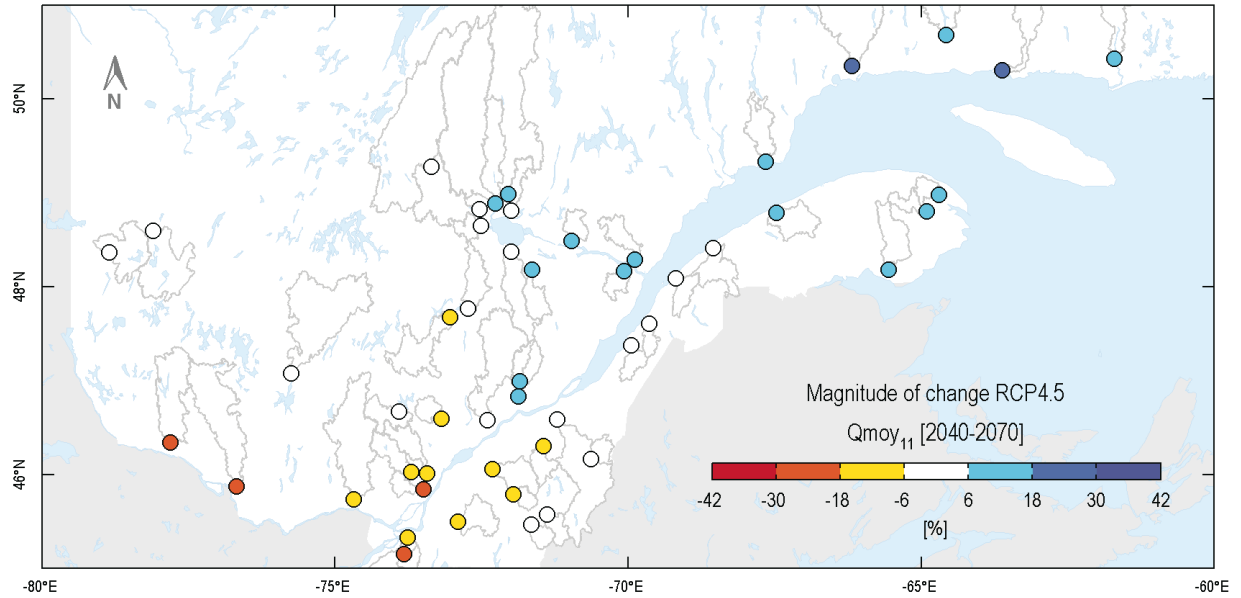 N
50°N
48°N
46°N
Magnitude of change RCP4.5
Qmoy11 [2040-2070]
-42 -30 -18 -6 6 18 30 42
[%]
-80°E -75°E -70°E -65°E -60°E